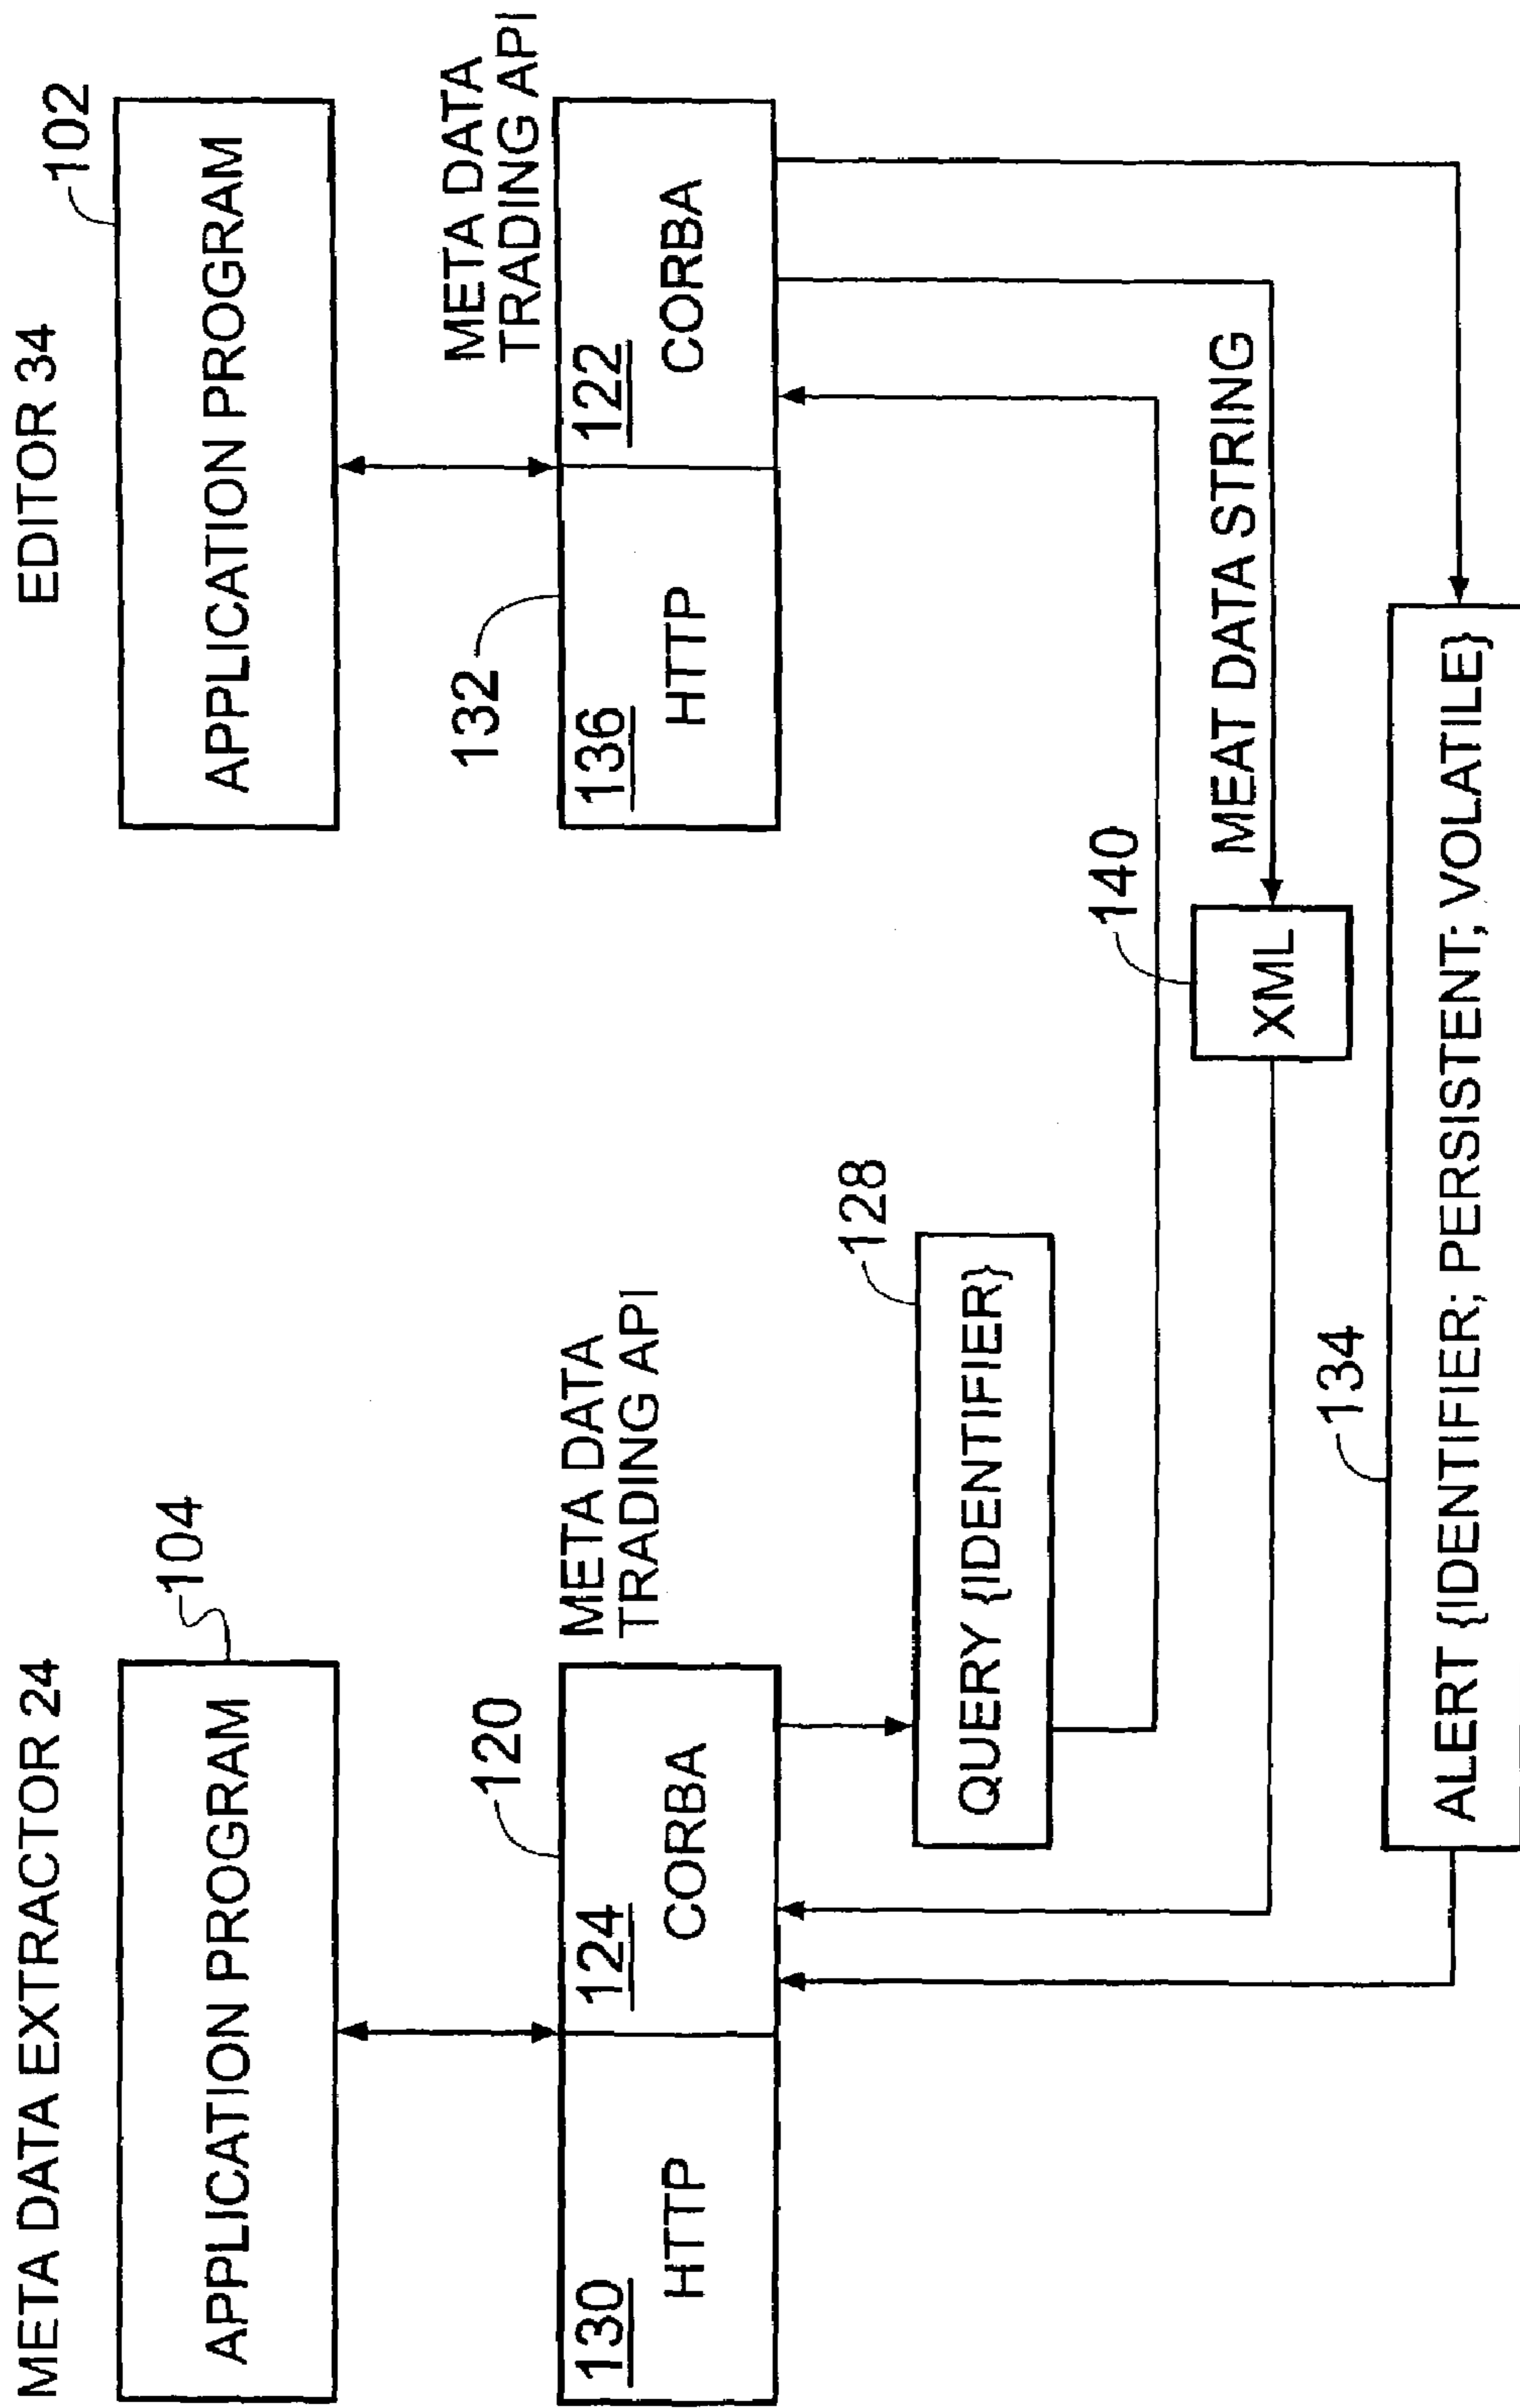 META DATA EXTRACTOR 24
EDITOR 34
104
102
APPLICATION PROGRAM
APPLICATION PROGRAM
120
META DATA
TRADING API
132
META DATA
TRADING API
130
HTTP
124
CORBA
136
HTTP
122
CORBA
128
QUERY {IDENTIFIER}
140
XML
MEAT DATA STRING
134
ALERT {IDENTIFIER; PERSISTENT; VOLATILE}